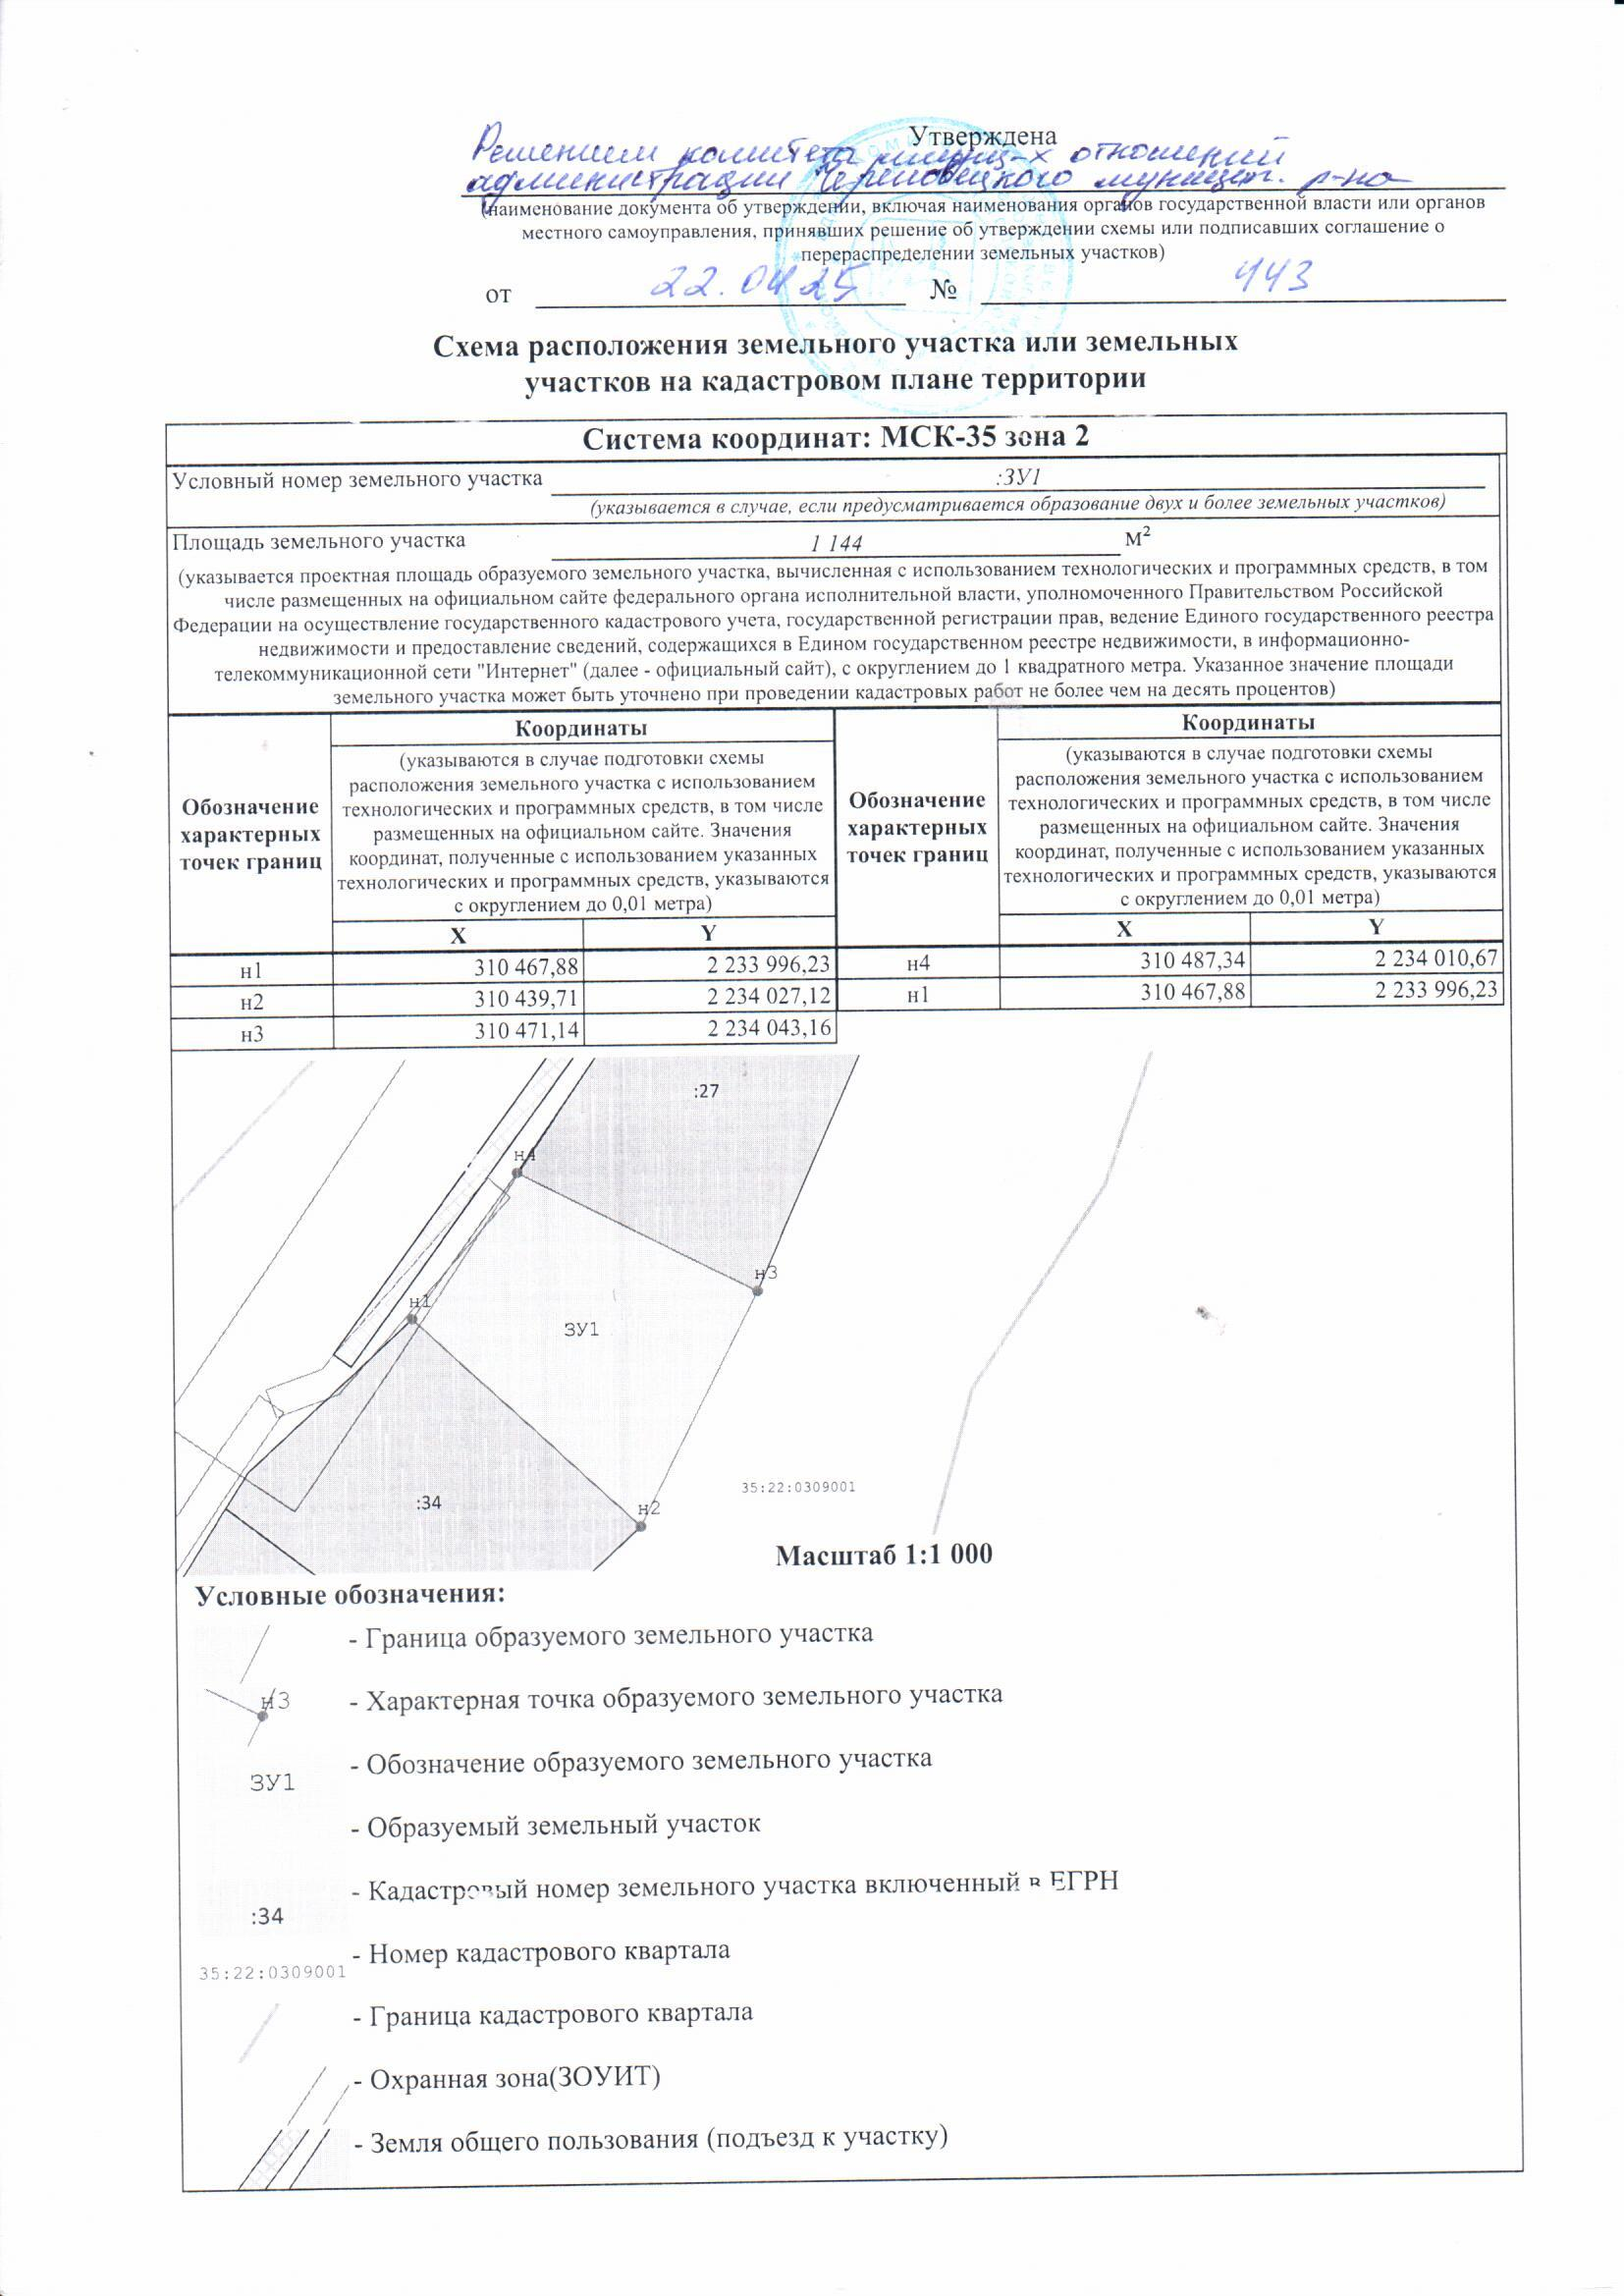 Утверждена
Решением комитета имущ-х отношений
администрации Череповецкого муницип. р-на
(наименование документа об утверждении, включая наименования органов государственной власти или органов
местного самоуправления, принявших решение об утверждении схемы или подписавших соглашение о
перераспределении земельных участков)
от 22.04.25 № 443
Схема расположения земельного участка или земельных
участков на кадастровом плане территории
Система координат: МСК-35 зона 2
Условный номер земельного участка :ЗУ1
(указывается в случае, если предусматривается образование двух и более земельных участков)
Площадь земельного участка 1 144 м²
(указывается проектная площадь образуемого земельного участка, вычисленная с использованием технологических и программных средств, в том
числе размещенных на официальном сайте федерального органа исполнительной власти, уполномоченного Правительством Российской
Федерации на осуществление государственного кадастрового учета, государственной регистрации прав, ведение Единого государственного реестра
недвижимости и предоставление сведений, содержащихся в Едином государственном реестре недвижимости, в информационно-
телекоммуникационной сети "Интернет" (далее - официальный сайт), с округлением до 1 квадратного метра. Указанное значение площади
земельного участка может быть уточнено при проведении кадастровых работ не более чем на десять процентов)
Обозначение
характерных
точек границ
Координаты
(указываются в случае подготовки схемы
расположения земельного участка с использованием
технологических и программных средств, в том числе
размещенных на официальном сайте. Значения
координат, полученные с использованием указанных
технологических и программных средств, указываются
с округлением до 0,01 метра)
X Y
Обозначение
характерных
точек границ
Координаты
(указываются в случае подготовки схемы
расположения земельного участка с использованием
технологических и программных средств, в том числе
размещенных на официальном сайте. Значения
координат, полученные с использованием указанных
технологических и программных средств, указываются
с округлением до 0,01 метра)
X Y
н1 310 467,88 2 233 996,23 н4 310 487,34 2 234 010,67
н2 310 439,71 2 234 027,12 н1 310 467,88 2 233 996,23
н3 310 471,14 2 234 043,16
:27
н4
н3
н1
ЗУ1
35:22:0309001
:34
н2
Масштаб 1:1 000
Условные обозначения:
- Граница образуемого земельного участка
н3 - Характерная точка образуемого земельного участка
ЗУ1 - Обозначение образуемого земельного участка
- Образуемый земельный участок
:34 - Кадастровый номер земельного участка включенный в ЕГРН
35:22:0309001 - Номер кадастрового квартала
- Граница кадастрового квартала
- Охранная зона(ЗОУИТ)
- Земля общего пользования (подъезд к участку)